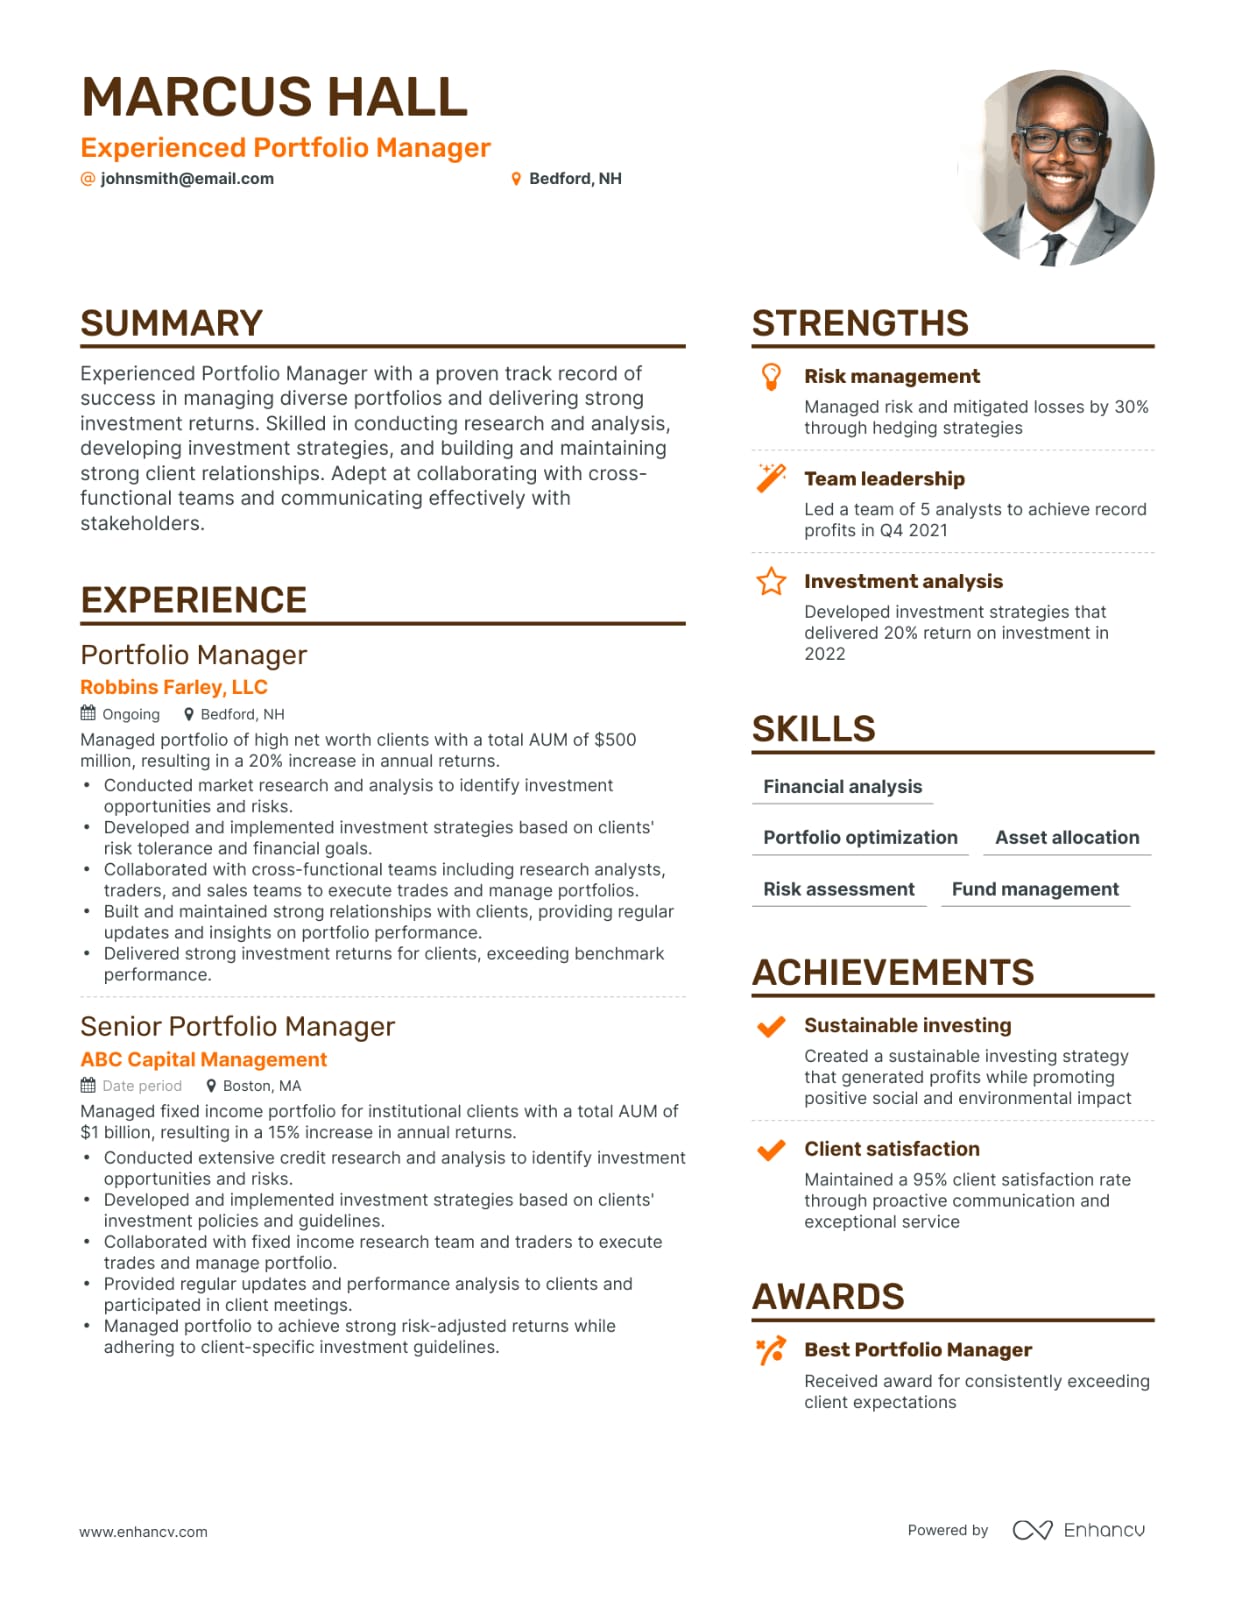 MARCUS HALL
Experienced Portfolio Manager
@ johnsmith@email.com
Bedford, NH
SUMMARY
Experienced Portfolio Manager with a proven track record of
success in managing diverse portfolios and delivering strong
investment returns. Skilled in conducting research and analysis,
developing investment strategies, and building and maintaining
strong client relationships. Adept at collaborating with cross-
functional teams and communicating effectively with
stakeholders.
EXPERIENCE
Portfolio Manager
Robbins Farley, LLC
Ongoing Bedford, NH
Managed portfolio of high net worth clients with a total AUM of $500
million, resulting in a 20% increase in annual returns.
• Conducted market research and analysis to identify investment
opportunities and risks.
• Developed and implemented investment strategies based on clients'
risk tolerance and financial goals.
• Collaborated with cross-functional teams including research analysts,
traders, and sales teams to execute trades and manage portfolios.
• Built and maintained strong relationships with clients, providing regular
updates and insights on portfolio performance.
• Delivered strong investment returns for clients, exceeding benchmark
performance.
Senior Portfolio Manager
ABC Capital Management
Date period Boston, MA
Managed fixed income portfolio for institutional clients with a total AUM of
$1 billion, resulting in a 15% increase in annual returns.
• Conducted extensive credit research and analysis to identify investment
opportunities and risks.
• Developed and implemented investment strategies based on clients'
investment policies and guidelines.
• Collaborated with fixed income research team and traders to execute
trades and manage portfolio.
• Provided regular updates and performance analysis to clients and
participated in client meetings.
• Managed portfolio to achieve strong risk-adjusted returns while
adhering to client-specific investment guidelines.
STRENGTHS
Risk management
Managed risk and mitigated losses by 30%
through hedging strategies
Team leadership
Led a team of 5 analysts to achieve record
profits in Q4 2021
Investment analysis
Developed investment strategies that
delivered 20% return on investment in
2022
SKILLS
Financial analysis
Portfolio optimization Asset allocation
Risk assessment Fund management
ACHIEVEMENTS
Sustainable investing
Created a sustainable investing strategy
that generated profits while promoting
positive social and environmental impact
Client satisfaction
Maintained a 95% client satisfaction rate
through proactive communication and
exceptional service
AWARDS
Best Portfolio Manager
Received award for consistently exceeding
client expectations
www.enhancv.com
Powered by Enhancv